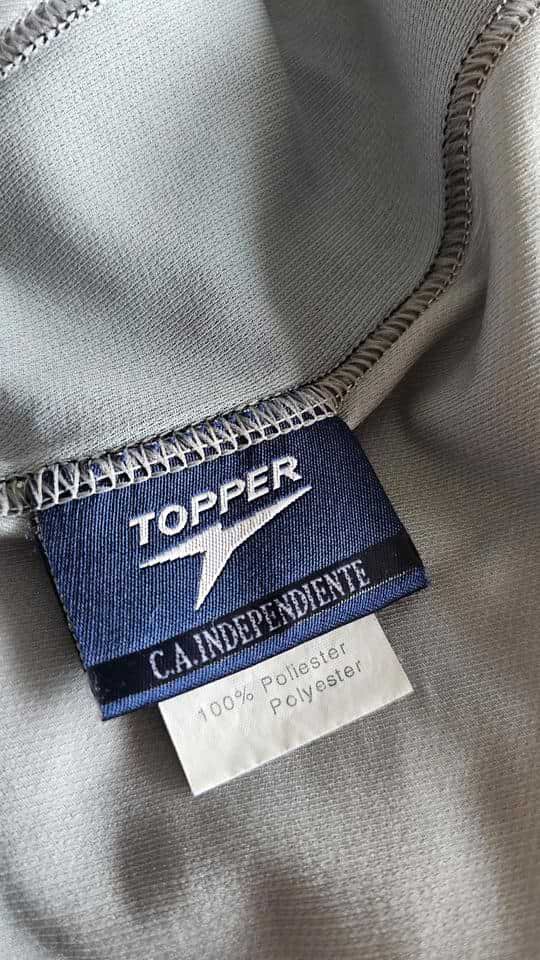 TOPPER
C.A.INDEPENDIENTE
100% Poliester
Polyester